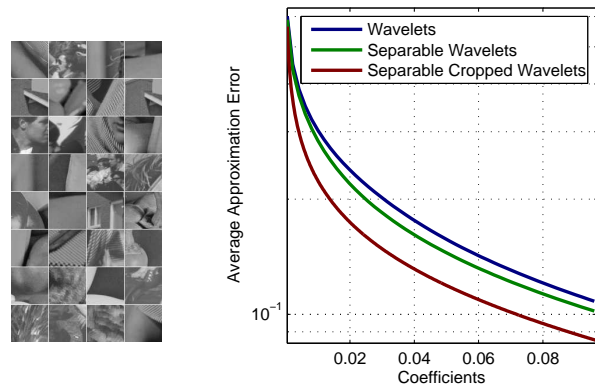 Wavelets
Separable Wavelets
Separable Cropped Wavelets
Average Approximation Error
10⁻¹
0.02 0.04 0.06 0.08
Coefficients